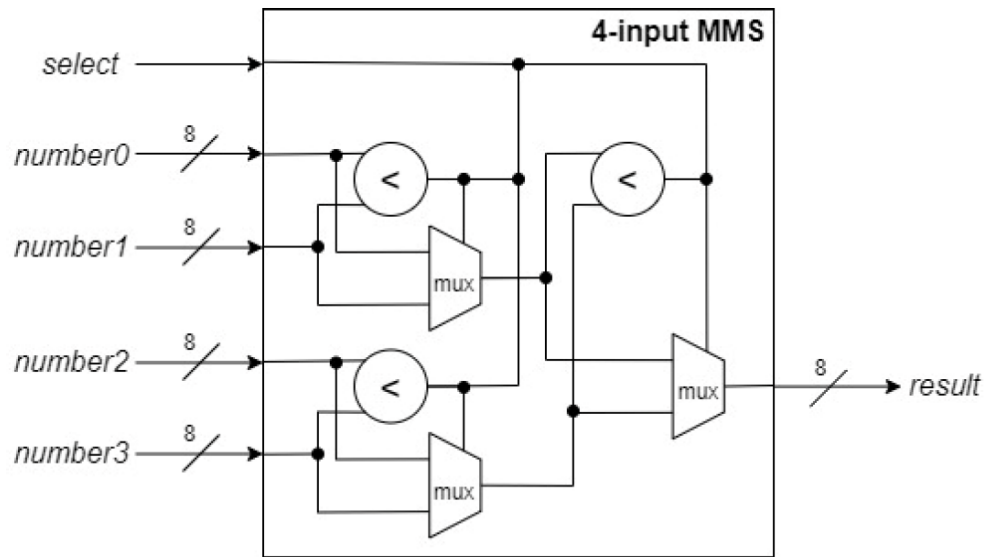 4-input MMS
select
8
number0
<
<
8
number1
mux
8
number2
<
mux
8
result
8
number3
mux